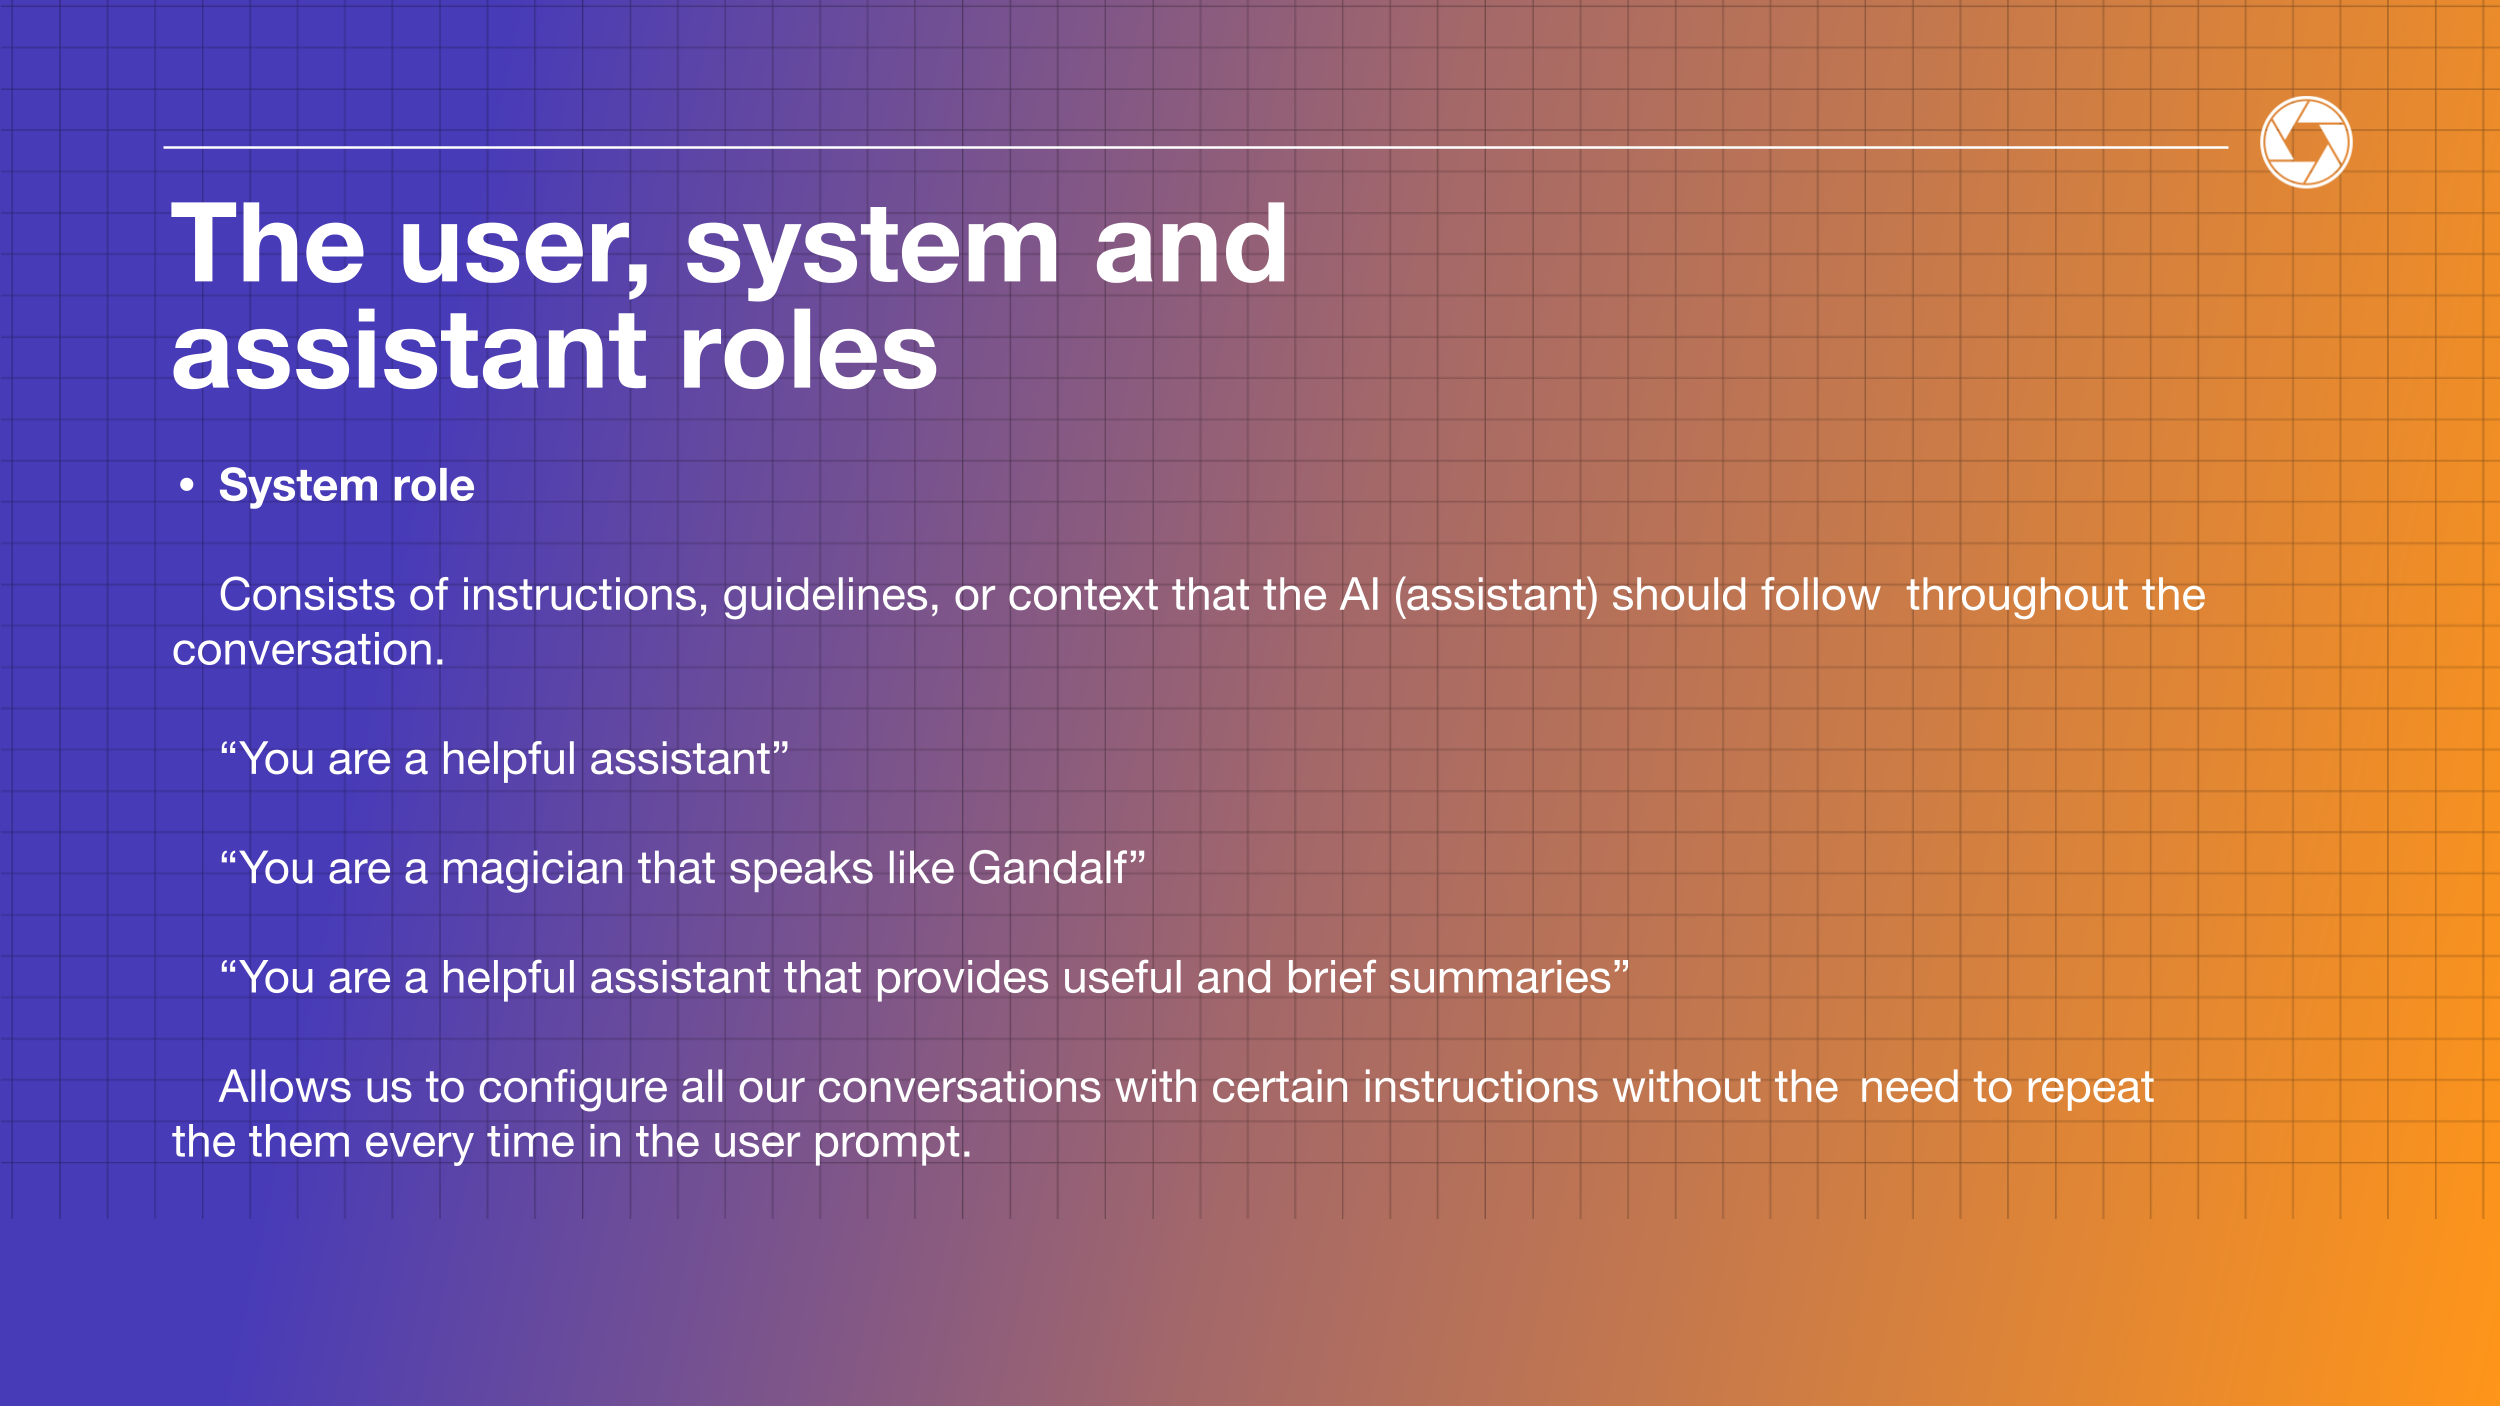 The user, system and
assistant roles
• System role
Consists of instructions, guidelines, or context that the AI (assistant) should follow  throughout the
conversation.
“You are a helpful assistant”
“You are a magician that speaks like Gandalf”
“You are a helpful assistant that provides useful and brief summaries”
Allows us to configure all our conversations with certain instructions without the  need to repeat
the them every time in the user prompt.